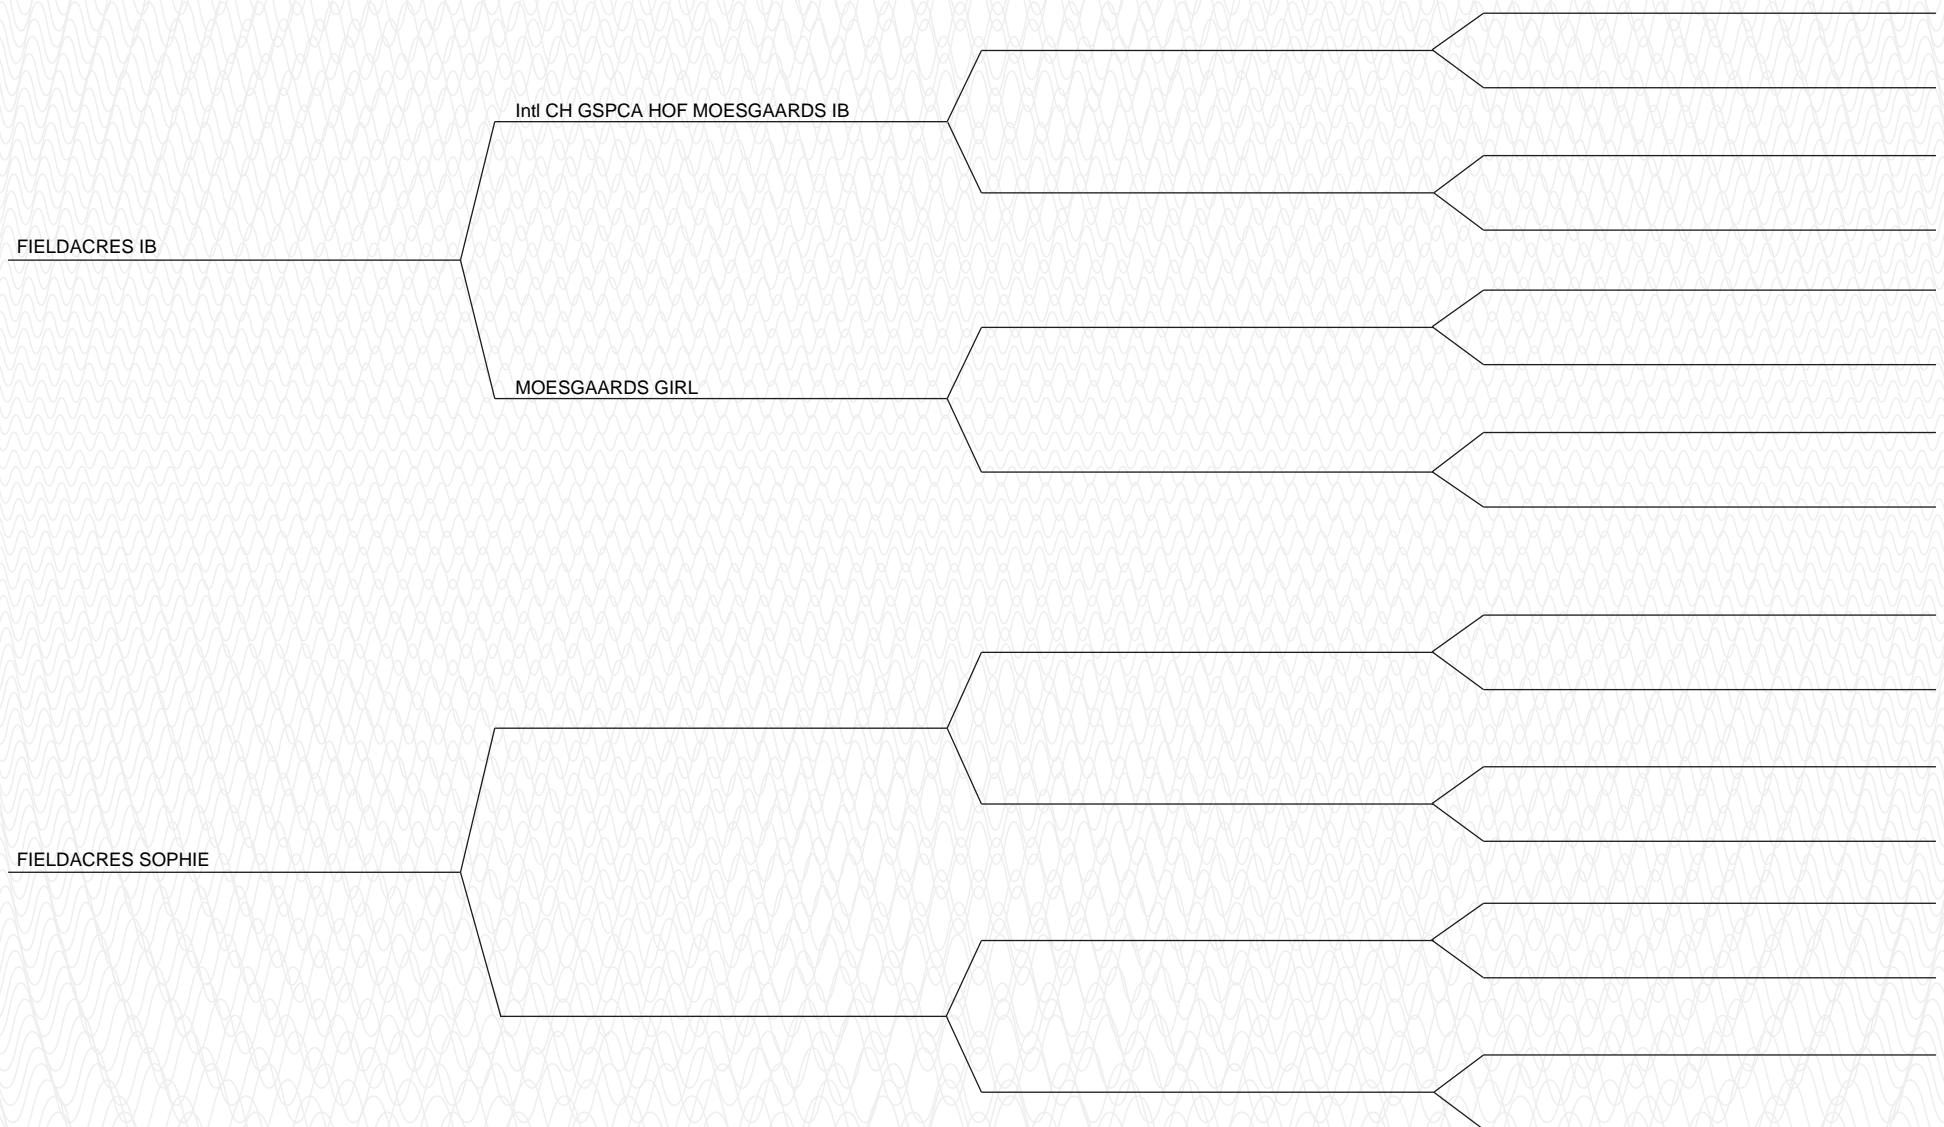 Intl CH GSPCA HOF MOESGAARDS IB
FIELDACRES IB
MOESGAARDS GIRL
FIELDACRES SOPHIE